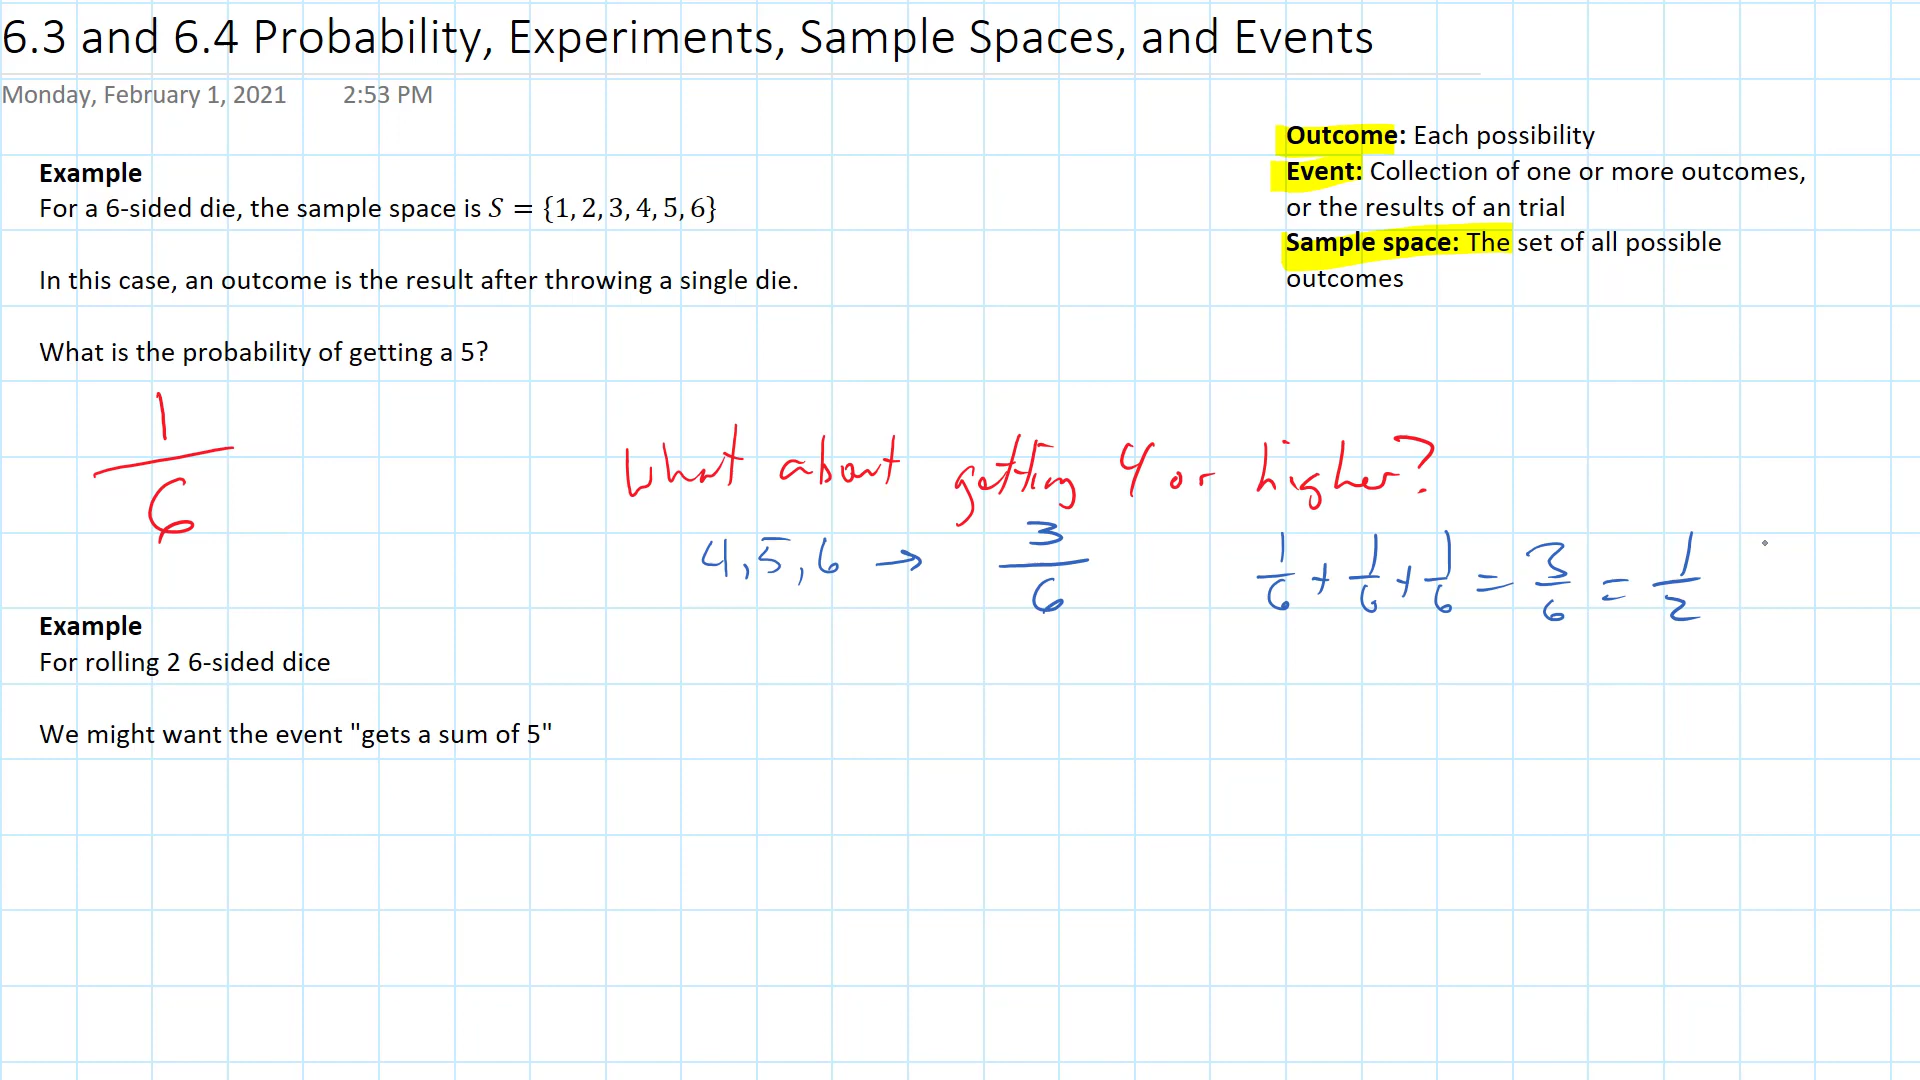 6.3 and 6.4 Probability, Experiments, Sample Spaces, and Events
Monday, February 1, 2021 2:53 PM
Outcome: Each possibility
Event: Collection of one or more outcomes,
or the results of an trial
Sample space: The set of all possible
outcomes
Example
For a 6-sided die, the sample space is S = {1, 2, 3, 4, 5, 6}
In this case, an outcome is the result after throwing a single die.
What is the probability of getting a 5?
1/6
What about getting 4 or higher?
4, 5, 6 → 3/6
1/6 + 1/6 + 1/6 = 3/6 = 1/2
Example
For rolling 2 6-sided dice
We might want the event "gets a sum of 5"